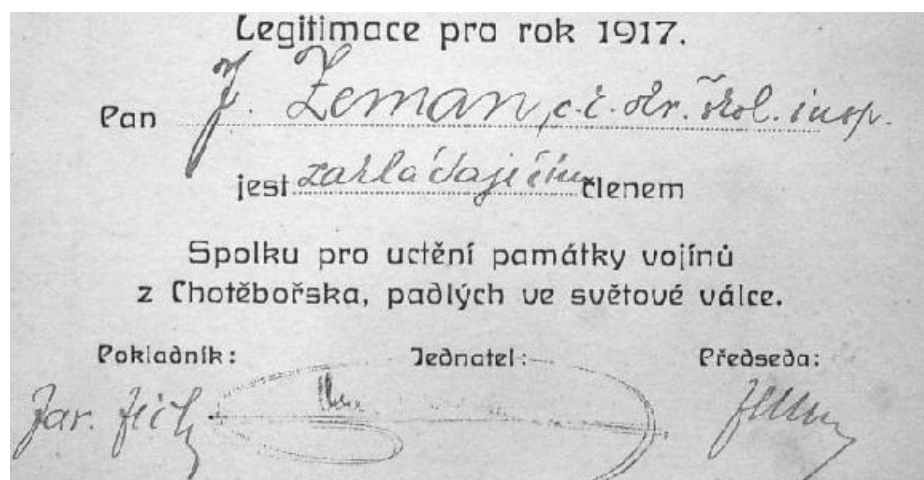 Legitimace pro rok 1917.
Pan J. Zeman, c.k. okr. škol. insp.
jest zakládajícím členem
Spolku pro uctění památky vojínů
z Chotěbořska, padlých ve světové válce.
Pokladník: Jednatel: Předseda:
Jar.